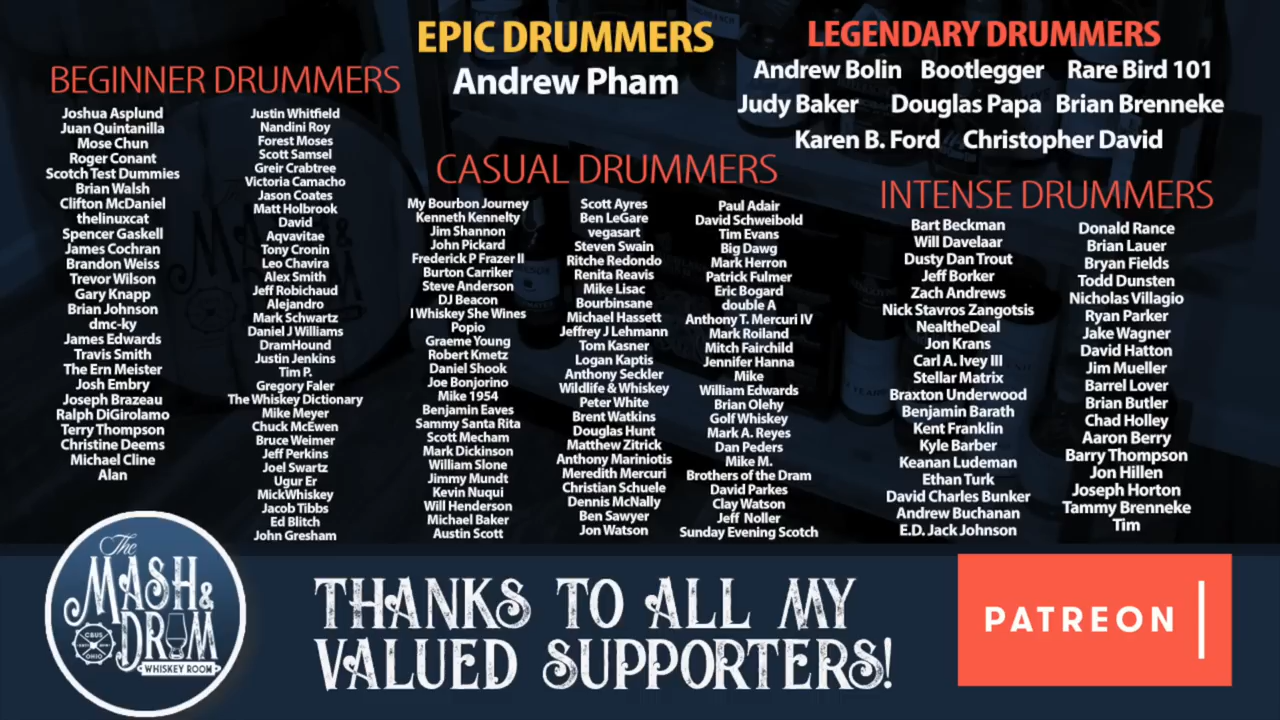 EPIC DRUMMERS
Andrew Pham
LEGENDARY DRUMMERS
Andrew Bolin Bootlegger Rare Bird 101
Judy Baker Douglas Papa Brian Brenneke
Karen B. Ford Christopher David
BEGINNER DRUMMERS
Joshua Asplund
Juan Quintanilla
Mose Chun
Roger Conant
Scotch Test Dummies
Brian Walsh
Clifton McDaniel
thelinuxcat
Spencer Gaskell
James Cochran
Brandon Weiss
Trevor Wilson
Gary Knapp
Brian Johnson
dmc-ky
James Edwards
Travis Smith
The Ern Meister
Josh Embry
Joseph Brazeau
Ralph DiGirolamo
Terry Thompson
Christine Deems
Michael Cline
Alan
Justin Whitfield
Nandini Roy
Forest Moses
Scott Samsel
Greir Crabtree
Victoria Camacho
Jason Coates
Matt Holbrook
David
Aqvavitae
Tony Cronin
Leo Chavira
Alex Smith
Jeff Robichaud
Alejandro
Mark Schwartz
Daniel J Williams
DramHound
Justin Jenkins
Tim P.
Gregory Faler
The Whiskey Dictionary
Mike Meyer
Chuck McEwen
Bruce Weimer
Jeff Perkins
Joel Swartz
Ugur Er
MickWhiskey
Jacob Tibbs
Ed Blitch
John Gresham
CASUAL DRUMMERS
My Bourbon Journey
Kenneth Kennelty
Jim Shannon
John Pickard
Frederick P Frazer II
Burton Carriker
Steve Anderson
DJ Beacon
I Whiskey She Wines
Popio
Graeme Young
Robert Kmetz
Daniel Shook
Joe Bonjorino
Mike 1954
Benjamin Eaves
Sammy Santa Rita
Scott Mecham
Mark Dickinson
William Slone
Jimmy Mundt
Kevin Nuqui
Will Henderson
Michael Baker
Austin Scott
Scott Ayres
Ben LeGare
vegasart
Steven Swain
Ritche Redondo
Renita Reavis
Mike Lisac
Bourbinsane
Michael Hassett
Jeffrey J Lehmann
Tom Kasner
Logan Kaptis
Anthony Seckler
Wildlife & Whiskey
Peter White
Brent Watkins
Douglas Hunt
Matthew Zitrick
Anthony Mariniotis
Meredith Mercuri
Christian Schuele
Dennis McNally
Ben Sawyer
Jon Watson
Paul Adair
David Schweibold
Tim Evans
Big Dawg
Mark Herron
Patrick Fulmer
Eric Bogard
double A
Anthony T. Mercuri IV
Mark Roiland
Mitch Fairchild
Jennifer Hanna
Mike
William Edwards
Brian Olehy
Golf Whiskey
Mark A. Reyes
Dan Peders
Mike M.
Brothers of the Dram
David Parkes
Clay Watson
Jeff Noller
Sunday Evening Scotch
INTENSE DRUMMERS
Bart Beckman
Will Davelaar
Dusty Dan Trout
Jeff Borker
Zach Andrews
Nick Stavros Zangotsis
NealtheDeal
Jon Krans
Carl A. Ivey III
Stellar Matrix
Braxton Underwood
Benjamin Barath
Kent Franklin
Kyle Barber
Keanan Ludeman
Ethan Turk
David Charles Bunker
Andrew Buchanan
E.D. Jack Johnson
Donald Rance
Brian Lauer
Bryan Fields
Todd Dunsten
Nicholas Villagio
Ryan Parker
Jake Wagner
David Hatton
Jim Mueller
Barrel Lover
Brian Butler
Chad Holley
Aaron Berry
Barry Thompson
Jon Hillen
Joseph Horton
Tammy Brenneke
Tim
The
MASH &
DRUM
CBUS
OHIO
WHISKEY ROOM
THANKS TO ALL MY
VALUED SUPPORTERS!
PATREON